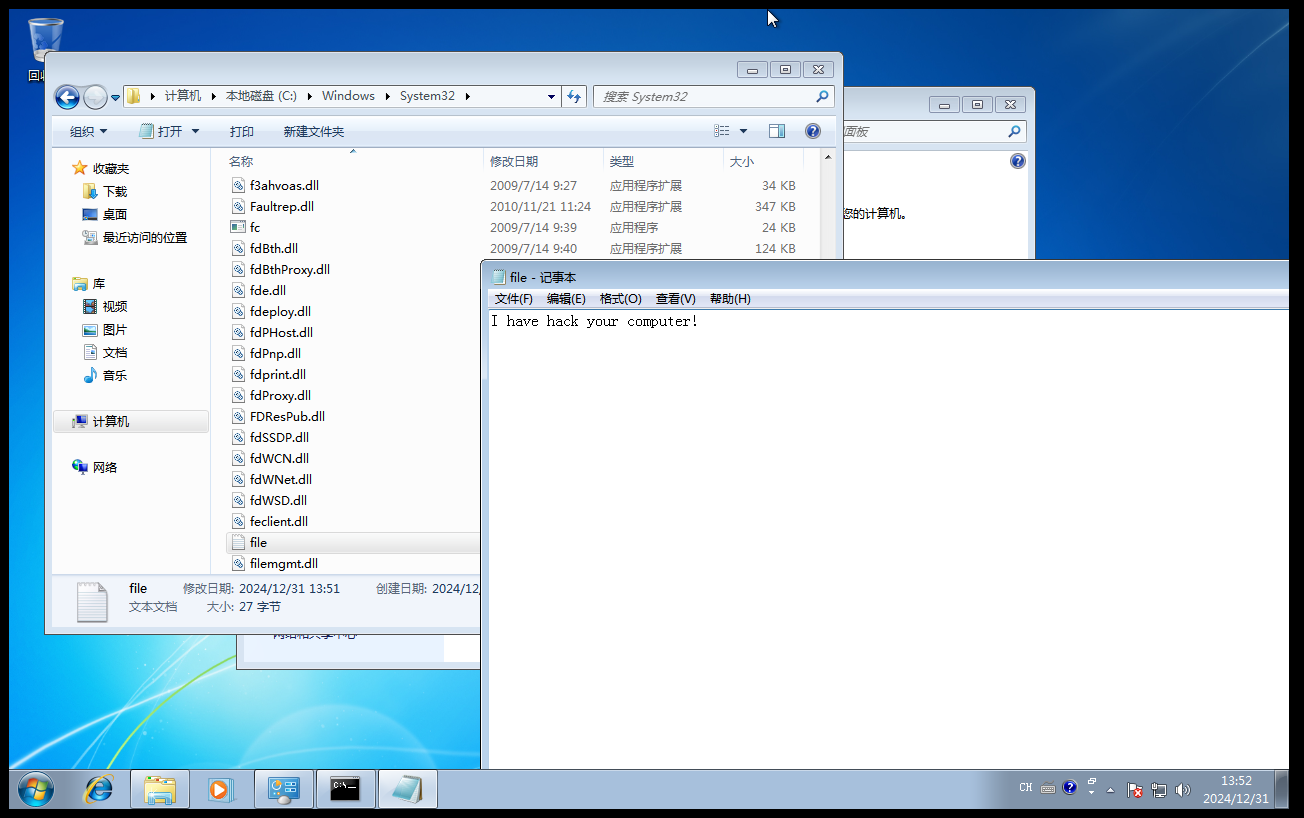 计算机 本地磁盘 (C:) Windows System32
搜索 System32
组织 打开 打印 新建文件夹
名称 修改日期 类型 大小
收藏夹
下载
桌面
最近访问的位置
库
视频
图片
文档
音乐
计算机
网络
f3ahvoas.dll 2009/7/14 9:27 应用程序扩展 34 KB
Faultrep.dll 2010/11/21 11:24 应用程序扩展 347 KB
fc 2009/7/14 9:39 应用程序 24 KB
fdBth.dll 2009/7/14 9:40 应用程序扩展 124 KB
fdBthProxy.dll
fde.dll
fdeploy.dll
fdPHost.dll
fdPnp.dll
fdprint.dll
fdProxy.dll
FDResPub.dll
fdSSDP.dll
fdWCN.dll
fdWNet.dll
fdWSD.dll
feclient.dll
file
filemgmt.dll
file 修改日期: 2024/12/31 13:51 创建日期: 2024/12/
文本文档 大小: 27 字节
面板
您的计算机。
网络和共享中心
file - 记事本
文件(F) 编辑(E) 格式(O) 查看(V) 帮助(H)
I have hack your computer!
C:\
CH
13:52
2024/12/31